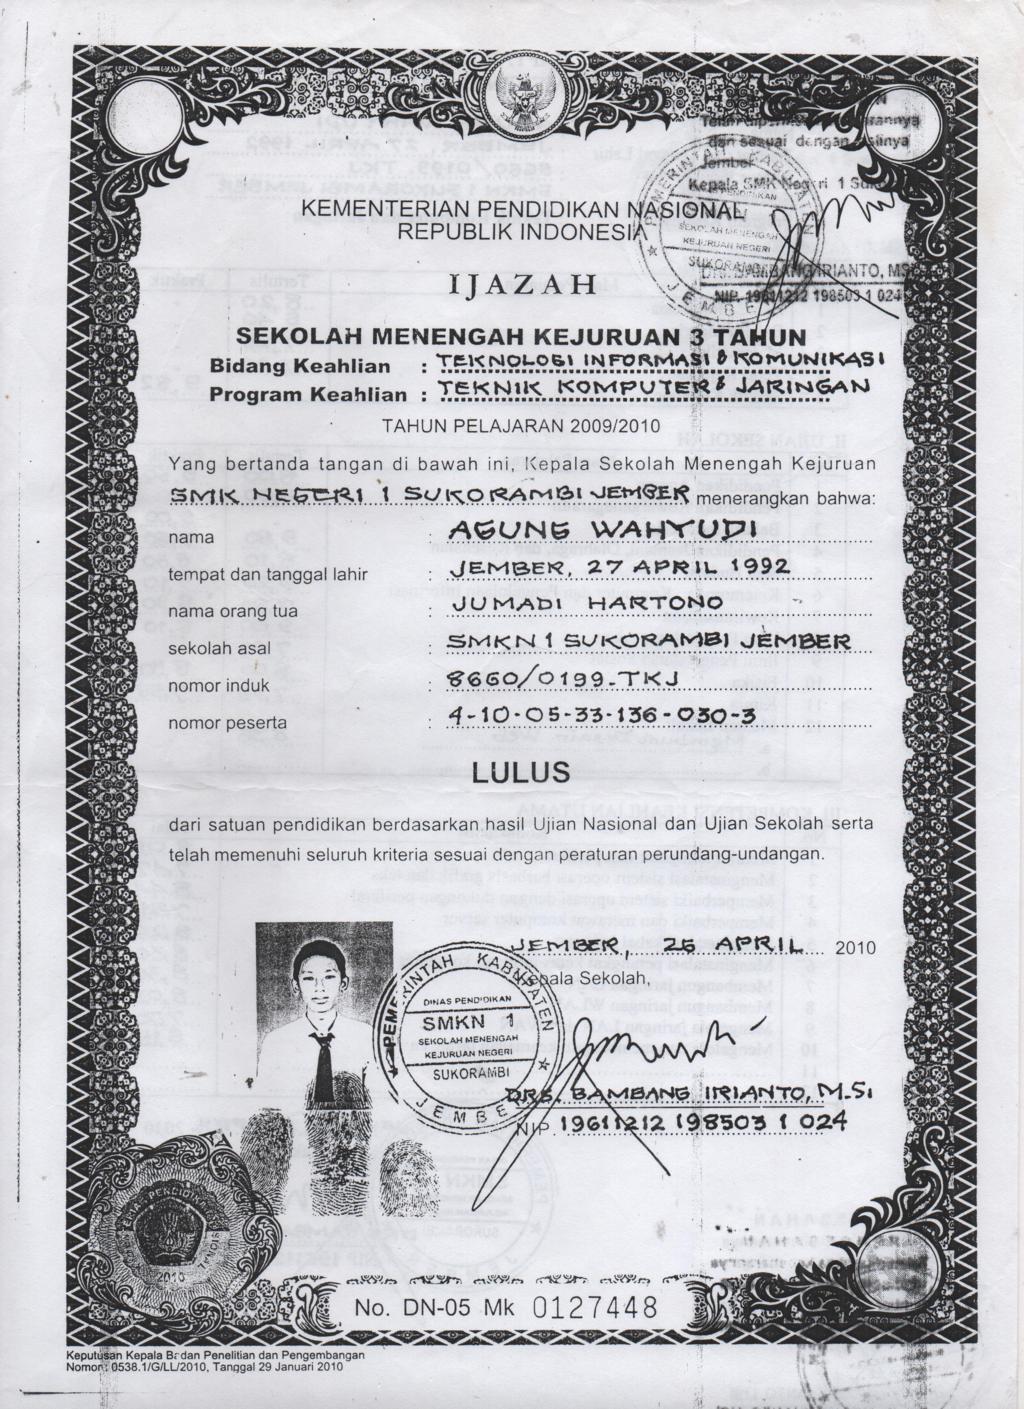 dan sesuai dengan aslinya
Jember
Kepala SMK Negeri 1
PEMERINTAH KABUPATEN
SEKOLAH MENENGAH
KEJURUAN NEGERI
SUKORAMBI
JEMBER
DRS. BAMBANG IRIANTO, MSi
NIP. 19611212 198503 1 024
KEMENTERIAN PENDIDIKAN NASIONAL
REPUBLIK INDONESIA
IJAZAH
SEKOLAH MENENGAH KEJURUAN 3 TAHUN
Bidang Keahlian : TEKNOLOGI INFORMASI & KOMUNIKASI
Program Keahlian : TEKNIK KOMPUTER & JARINGAN
TAHUN PELAJARAN 2009/2010
Yang bertanda tangan di bawah ini, Kepala Sekolah Menengah Kejuruan
SMK NEGERI 1 SUKORAMBI JEMBER menerangkan bahwa:
nama : AGUNG WAHYUDI
tempat dan tanggal lahir : JEMBER, 27 APRIL 1992
nama orang tua : JUMADI HARTONO
sekolah asal : SMKN 1 SUKORAMBI JEMBER
nomor induk : 8660/0199-TKJ
nomor peserta : 4-10-05-33-136-030-3
LULUS
dari satuan pendidikan berdasarkan hasil Ujian Nasional dan Ujian Sekolah serta
telah memenuhi seluruh kriteria sesuai dengan peraturan perundang-undangan.
JEMBER, 26 APRIL 2010
Kepala Sekolah,
PEMERINTAH KABUPATEN
DINAS PENDIDIKAN
SMKN 1
SEKOLAH MENENGAH
KEJURUAN NEGERI
SUKORAMBI
JEMBER
DRS. BAMBANG IRIANTO, M.Si
NIP. 19611212 198503 1 024
2010
No. DN-05 Mk 0127448
Keputusan Kepala Badan Penelitian dan Pengembangan
Nomor : 0538.1/G/LL/2010, Tanggal 29 Januari 2010